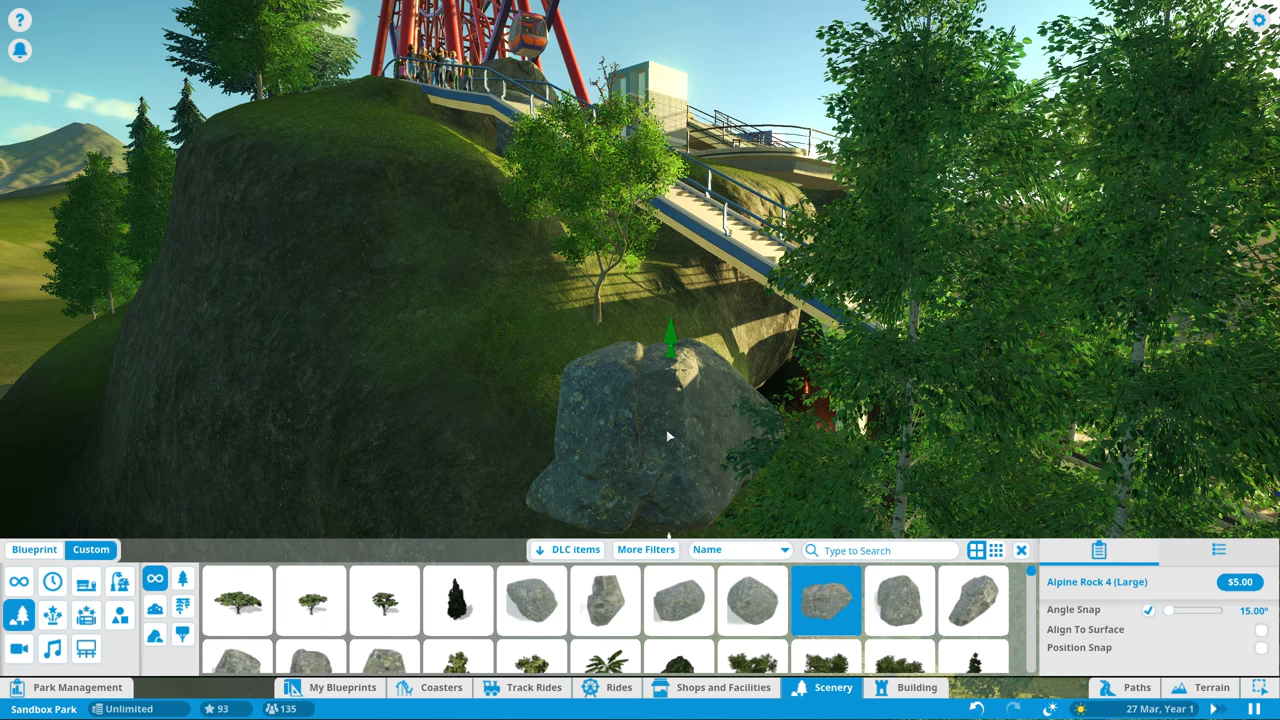 ?
Blueprint
Custom
DLC items
More Filters
Name
Type to Search
Alpine Rock 4 (Large)
$5.00
Angle Snap
15.00°
Align To Surface
Position Snap
Park Management
My Blueprints
Coasters
Track Rides
Rides
Shops and Facilities
Scenery
Building
Paths
Terrain
Sandbox Park
Unlimited
93
135
27 Mar, Year 1